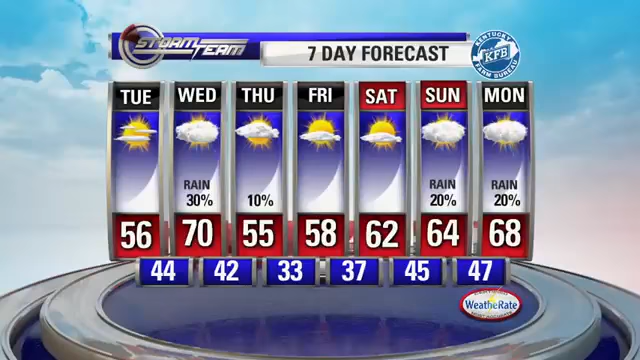 STORM TEAM
7 DAY FORECAST
KENTUCKY
KFB
FARM BUREAU
TUE WED THU FRI SAT SUN MON
RAIN RAIN RAIN
30% 10% 20% 20%
56 70 55 58 62 64 68
44 42 33 37 45 47
WeatheRate